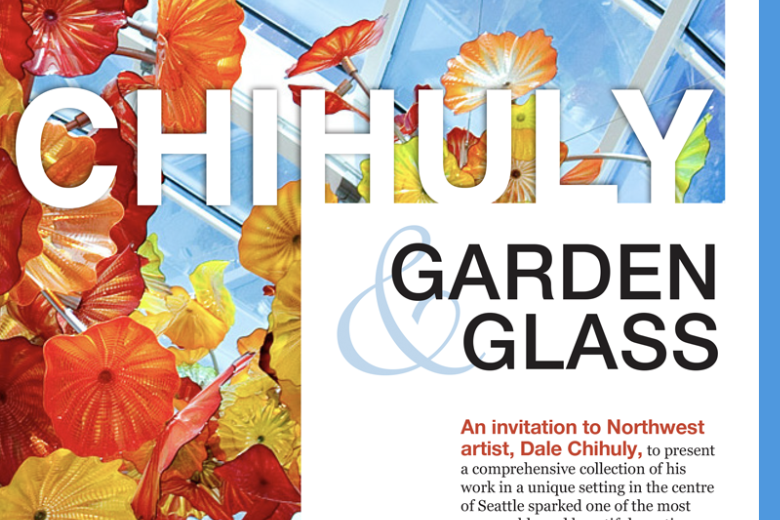 CHIHULY
GARDEN
& GLASS
An invitation to Northwest
artist, Dale Chihuly, to present
a comprehensive collection of his
work in a unique setting in the centre
of Seattle sparked one of the most